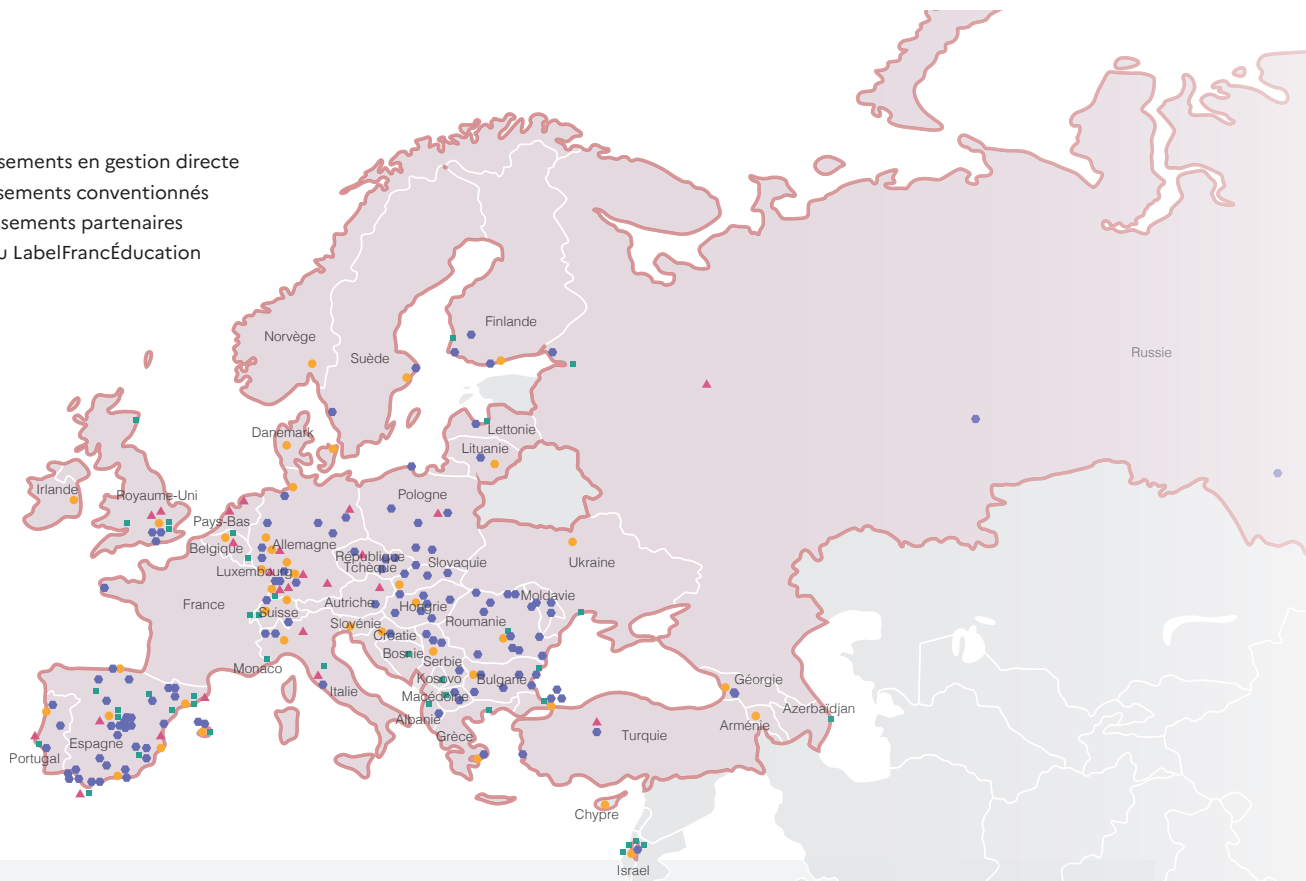 sements en gestion directe
sements conventionnés
sements partenaires
u LabelFrancÉducation
Finlande
Norvège
Suède
Russie
Danemark
Lettonie
Lituanie
Irlande
Royaume-Uni
Pologne
Pays-Bas
Belgique
Allemagne
République
Tchèque
Slovaquie
Ukraine
Luxembourg
France
Autriche
Moldavie
Suisse
Hongrie
Roumanie
Slovénie
Croatie
Bosnie
Serbie
Monaco
Kosovo
Bulgarie
Géorgie
Italie
Macédoine
Azerbaïdjan
Albanie
Arménie
Grèce
Turquie
Espagne
Portugal
Chypre
Israel